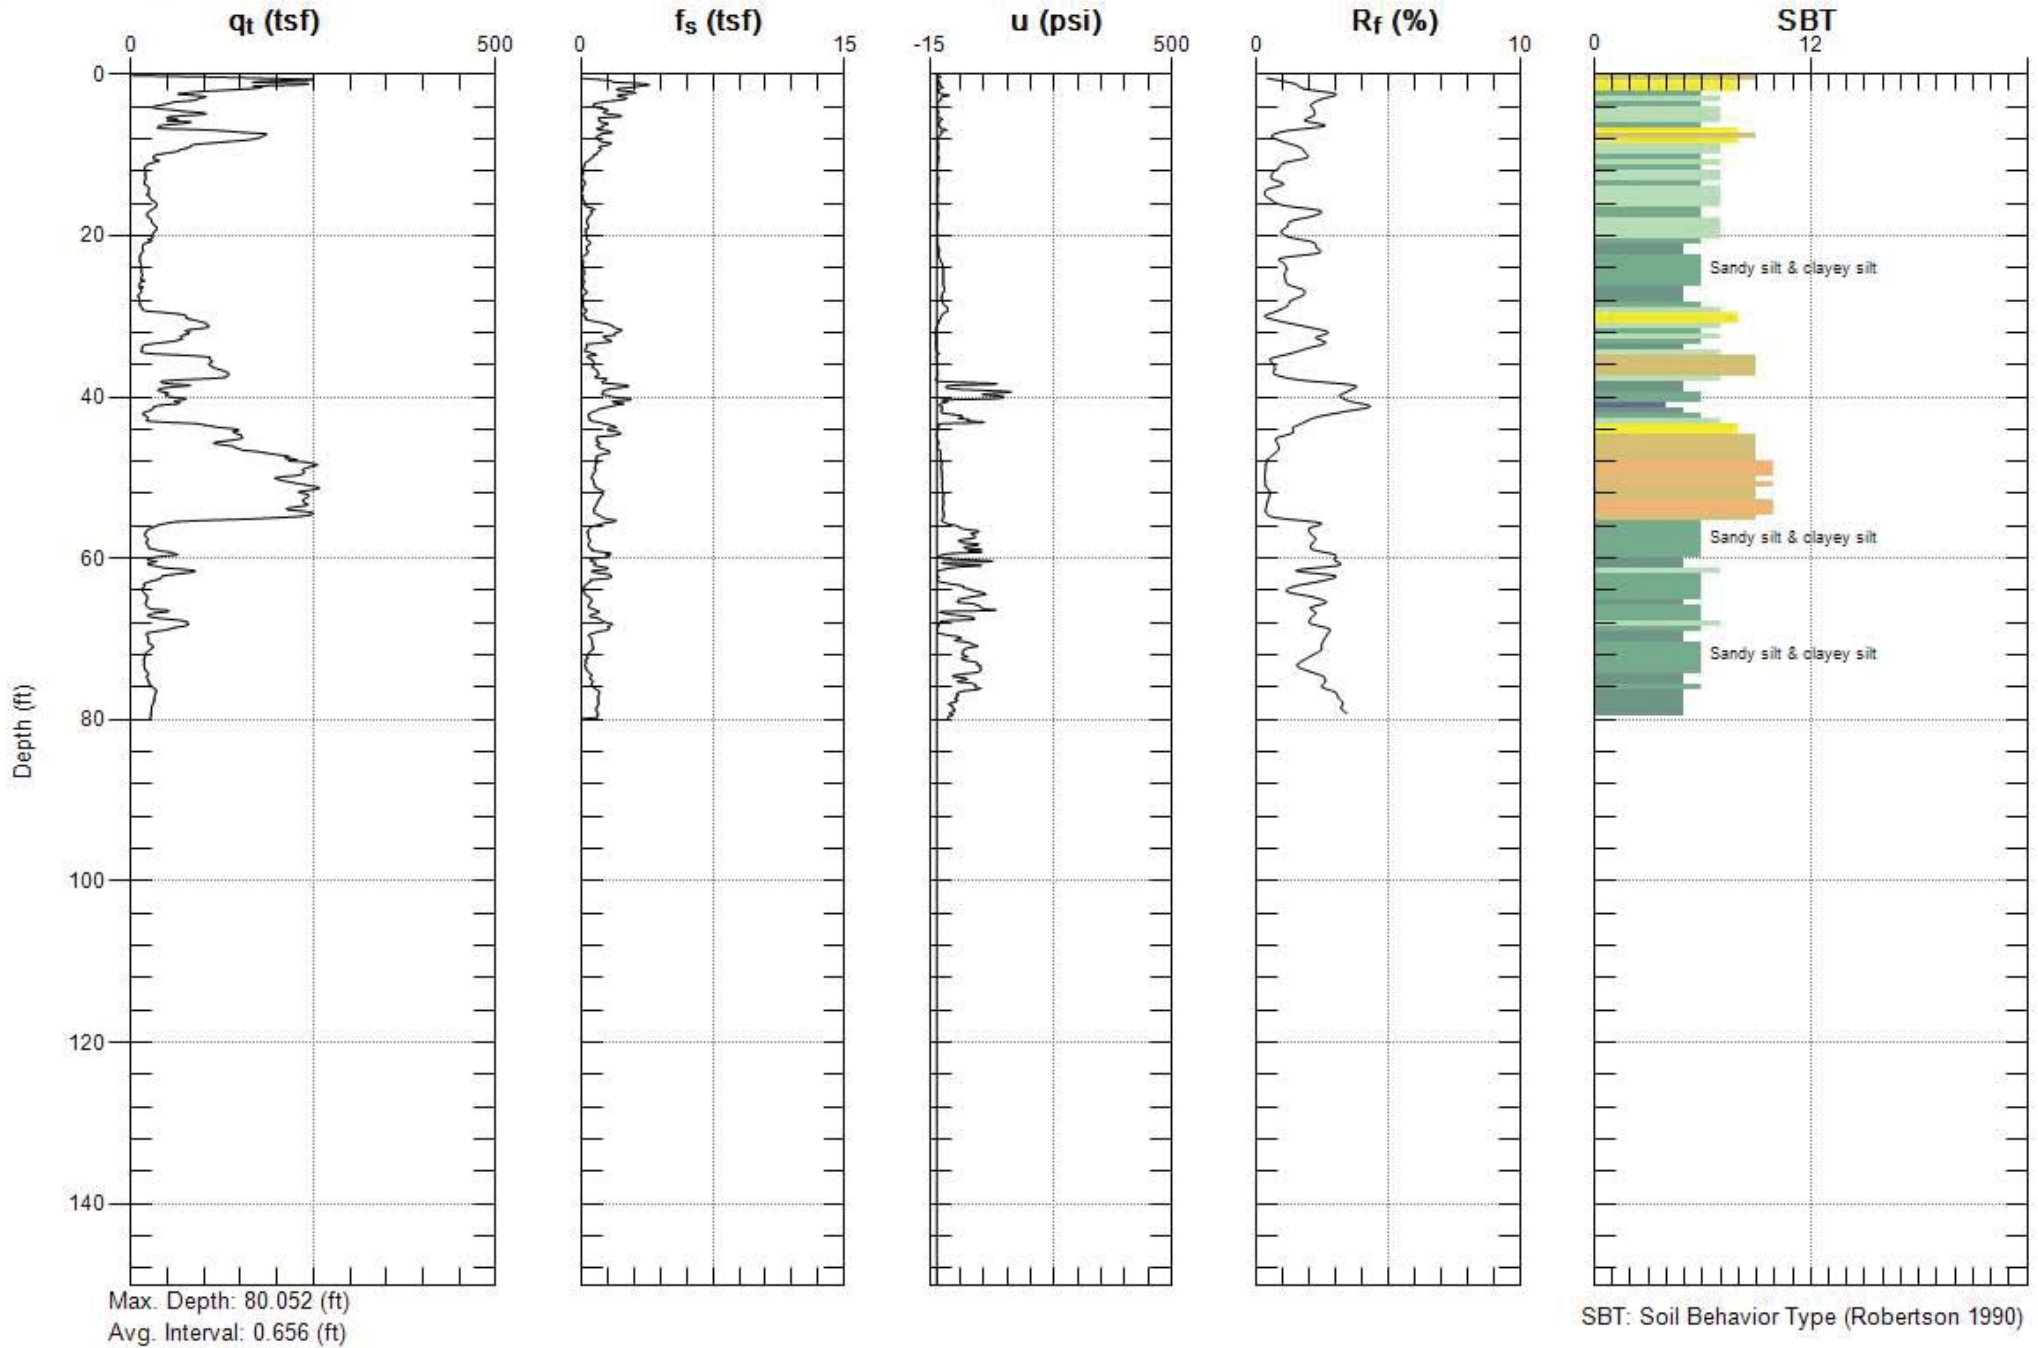 qt (tsf) fs (tsf) u (psi) Rf (%) SBT
0 500 0 15 -15 500 0 10 0 12
0
20
Sandy silt & clayey silt
40
Sandy silt & clayey silt
60
Sandy silt & clayey silt
Depth (ft)
80
100
120
140
Max. Depth: 80.052 (ft)
Avg. Interval: 0.656 (ft)
SBT: Soil Behavior Type (Robertson 1990)